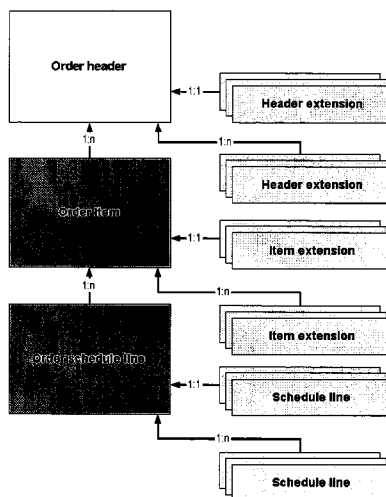 Order header
1:1
Header extension
1:n
1:n
Header extension
Order item
1:1
Item extension
1:n
1:n
Item extension
Order schedule line
1:1
Schedule line
1:n
Schedule line